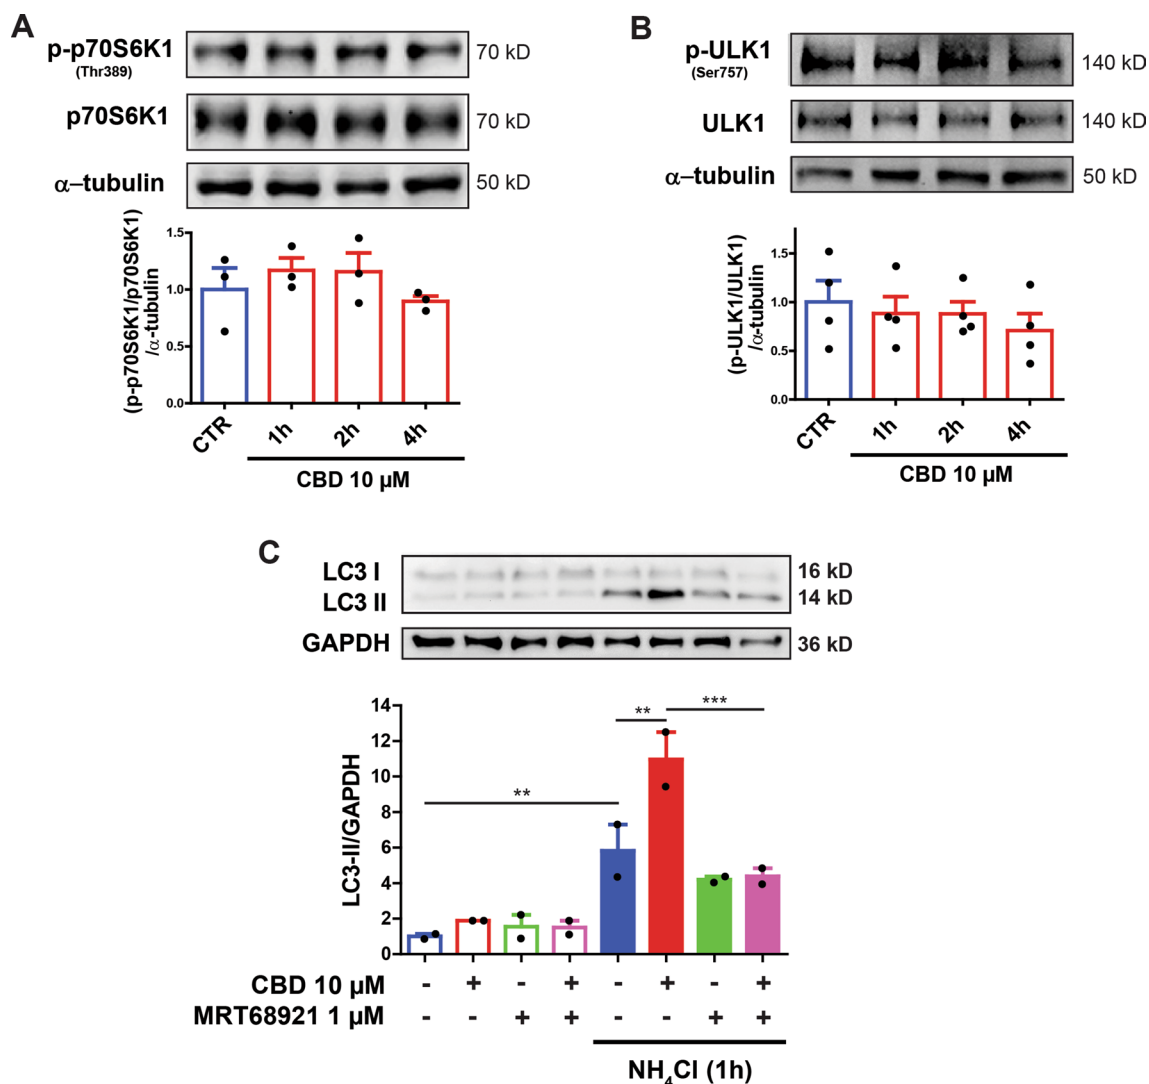 A
p-p70S6K1
(Thr389)
70 kD
p70S6K1
70 kD
α–tubulin
50 kD
(p-p70S6K1/p70S6K1)
/α-tubulin
1.5
1.0
0.5
0.0
CTR
1h
2h
4h
CBD 10 µM
B
p-ULK1
(Ser757)
140 kD
ULK1
140 kD
α–tubulin
50 kD
(p-ULK1/ULK1)
/α-tubulin
1.5
1.0
0.5
0.0
CTR
1h
2h
4h
CBD 10 µM
C
LC3 I
16 kD
LC3 II
14 kD
GAPDH
36 kD
LC3-II/GAPDH
14
12
10
8
6
4
2
0
**
**
***
CBD 10 µM - + - + - + - +
MRT68921 1 µM - - + + - - + +
NH4Cl (1h)